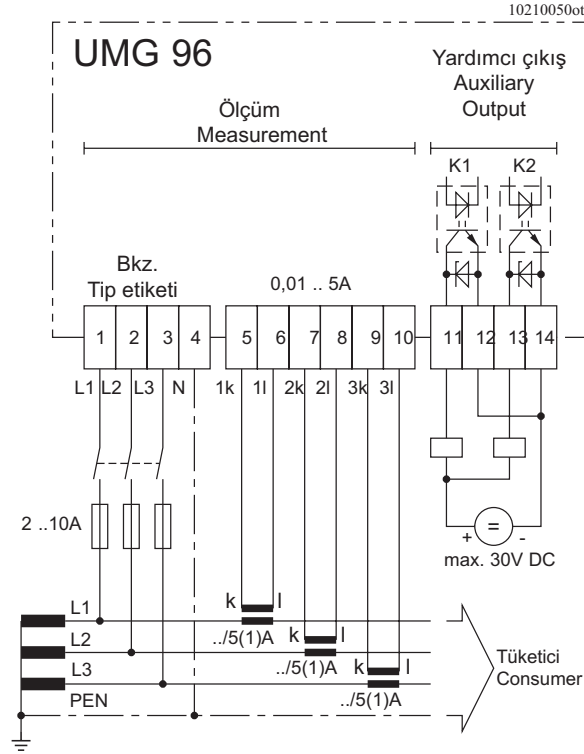 10210050ot
UMG 96
Yardımcı çıkış
Auxiliary
Output
Ölçüm
Measurement
K1 K2
Bkz.
Tip etiketi
0,01 .. 5A
1 2 3 4 5 6 7 8 9 10 11 12 13 14
L1 L2 L3 N 1k 1l 2k 2l 3k 3l
2 ..10A
+ = -
max. 30V DC
L1 k l
../5(1)A
L2 k l
../5(1)A
L3 k l
../5(1)A
PEN
Tüketici
Consumer